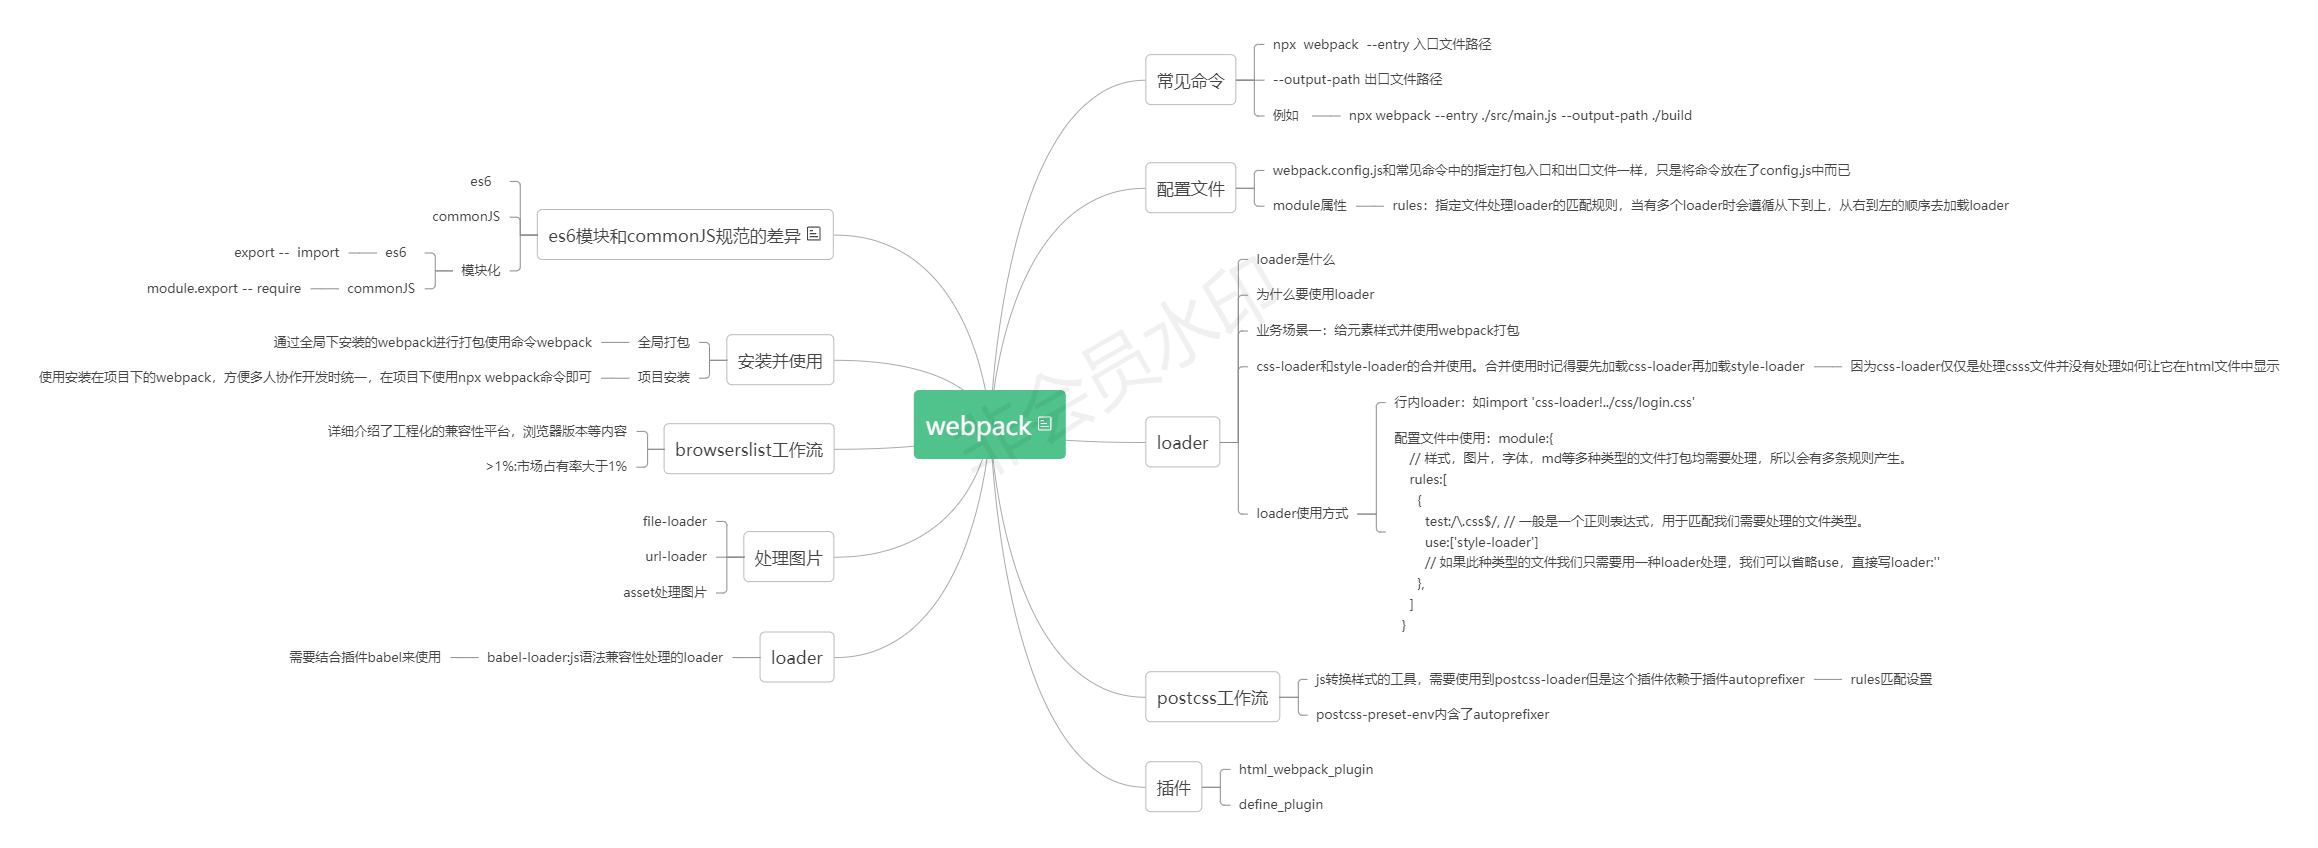 webpack
常见命令
npx  webpack  --entry 入口文件路径
--output-path 出口文件路径
例如
npx webpack --entry ./src/main.js --output-path ./build
配置文件
webpack.config.js和常见命令中的指定打包入口和出口文件一样，只是将命令放在了config.js中而已
module属性
rules：指定文件处理loader的匹配规则，当有多个loader时会遵循从下到上，从右到左的顺序去加载loader
loader
loader是什么
为什么要使用loader
业务场景一：给元素样式并使用webpack打包
css-loader和style-loader的合并使用。合并使用时记得要先加载css-loader再加载style-loader
因为css-loader仅仅是处理csss文件并没有处理如何让它在html文件中显示
loader使用方式
行内loader：如import 'css-loader!../css/login.css'
配置文件中使用：module:{
// 样式，图片，字体，md等多种类型的文件打包均需要处理，所以会有多条规则产生。
rules:[
{
test:/\.css$/, // 一般是一个正则表达式，用于匹配我们需要处理的文件类型。
use:['style-loader']
// 如果此种类型的文件我们只需要用一种loader处理，我们可以省略use，直接写loader:''
},
]
}
postcss工作流
js转换样式的工具，需要使用到postcss-loader但是这个插件依赖于插件autoprefixer
rules匹配设置
postcss-preset-env内含了autoprefixer
插件
html_webpack_plugin
define_plugin
es6模块和commonJS规范的差异
es6
commonJS
模块化
es6
export --  import
commonJS
module.export -- require
安装并使用
全局打包
通过全局下安装的webpack进行打包使用命令webpack
项目安装
使用安装在项目下的webpack，方便多人协作开发时统一，在项目下使用npx webpack命令即可
browserslist工作流
详细介绍了工程化的兼容性平台，浏览器版本等内容
>1%:市场占有率大于1%
处理图片
file-loader
url-loader
asset处理图片
loader
babel-loader:js语法兼容性处理的loader
需要结合插件babel来使用
非会员水印